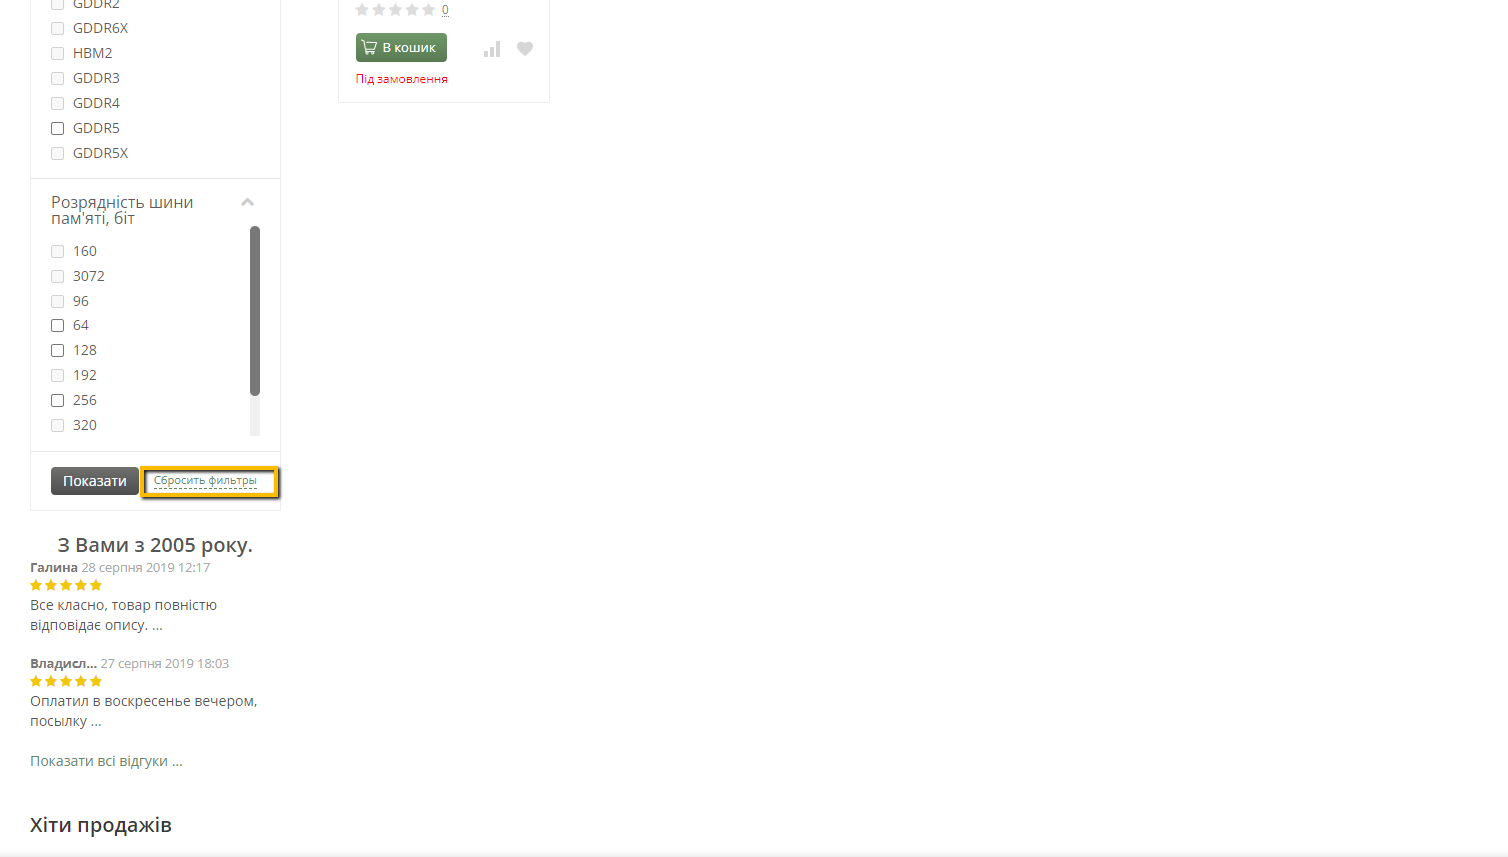 GDDR2
GDDR6X
HBM2
GDDR3
GDDR4
GDDR5
GDDR5X
Розрядність шини
пам'яті, біт
160
3072
96
64
128
192
256
320
Показати
Сбросить фильтры
0
В кошик
Під замовлення
З Вами з 2005 року.
Галина 28 серпня 2019 12:17
Все класно, товар повністю
відповідає опису. ...
Владисл... 27 серпня 2019 18:03
Оплатил в воскресенье вечером,
посылку ...
Показати всі відгуки ...
Хіти продажів